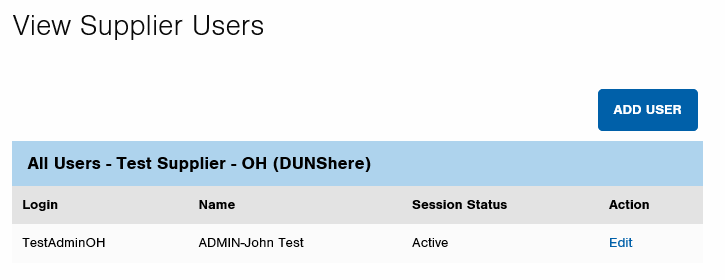 View Supplier Users
ADD USER
All Users - Test Supplier - OH (DUNShere)
Login Name Session Status Action
TestAdminOH ADMIN-John Test Active Edit